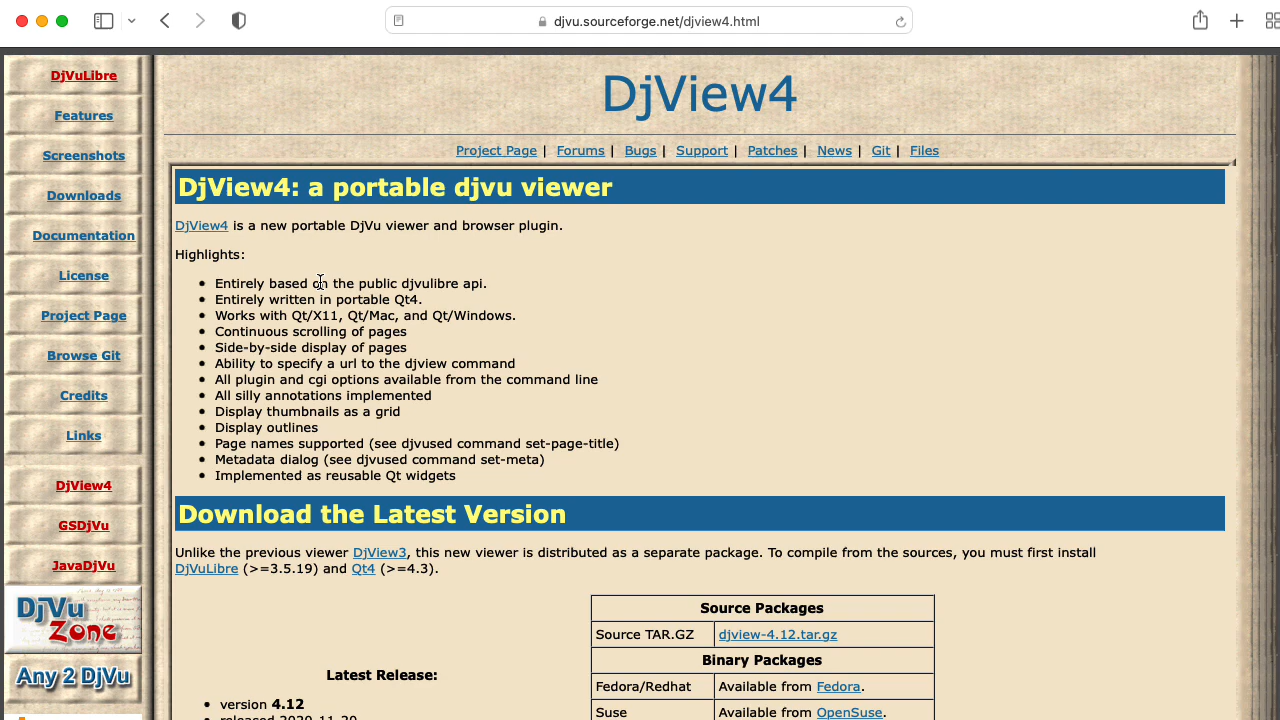 djvu.sourceforge.net/djview4.html
DjVuLibre
Features
Screenshots
Downloads
Documentation
License
Project Page
Browse Git
Credits
Links
DjView4
GSDjVu
JavaDjVu
DjVu
Zone
Any 2 DjVu
DjView4
Project Page | Forums | Bugs | Support | Patches | News | Git | Files
DjView4: a portable djvu viewer
DjView4 is a new portable DjVu viewer and browser plugin.
Highlights:
Entirely based on the public djvulibre api.
Entirely written in portable Qt4.
Works with Qt/X11, Qt/Mac, and Qt/Windows.
Continuous scrolling of pages
Side-by-side display of pages
Ability to specify a url to the djview command
All plugin and cgi options available from the command line
All silly annotations implemented
Display thumbnails as a grid
Display outlines
Page names supported (see djvused command set-page-title)
Metadata dialog (see djvused command set-meta)
Implemented as reusable Qt widgets
Download the Latest Version
Unlike the previous viewer DjView3, this new viewer is distributed as a separate package. To compile from the sources, you must first install
DjVuLibre (>=3.5.19) and Qt4 (>=4.3).
Latest Release:
version 4.12
released 2020-11-20
Source Packages
Source TAR.GZ djview-4.12.tar.gz
Binary Packages
Fedora/Redhat Available from Fedora.
Suse Available from OpenSuse.